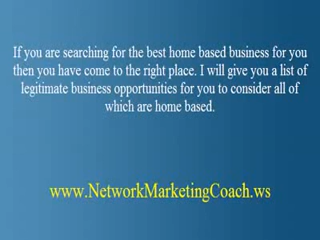 If you are searching for the best home based business for you
then you have come to the right place. I will give you a list of
legitimate business opportunities for you to consider all of
which are home based.
www.NetworkMarketingCoach.ws